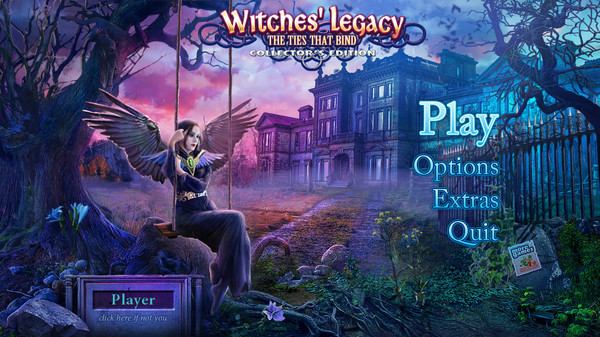 Witches' Legacy
THE TIES THAT BIND
COLLECTOR'S EDITION
Play
Options
Extras
Quit
Player
click here if not you